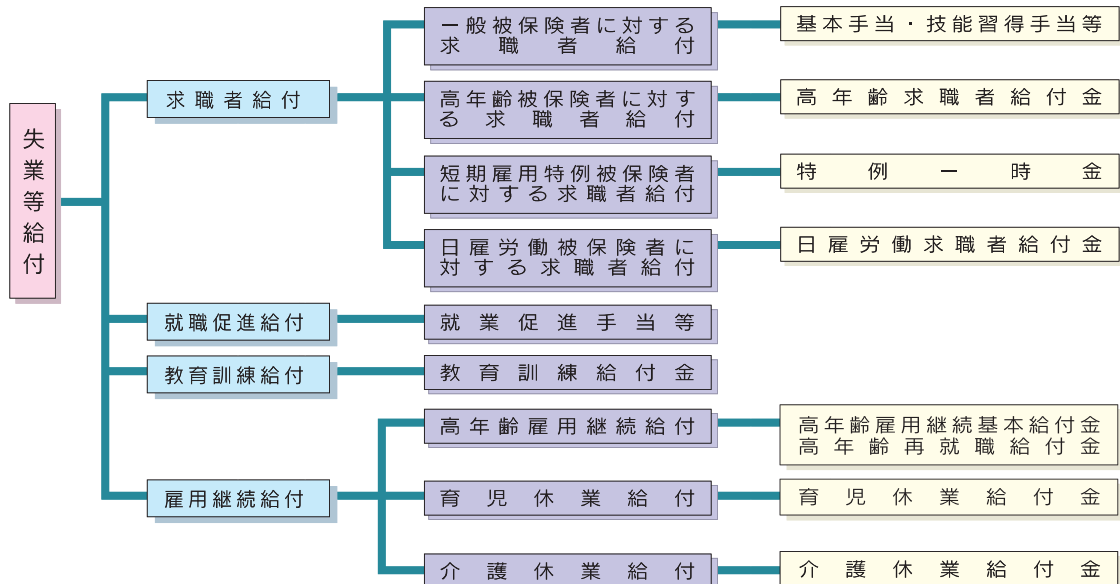 失業等給付
求職者給付
一般被保険者に対する
求職者給付
基本手当・技能習得手当等
高年齢被保険者に対す
る求職者給付
高年齢求職者給付金
短期雇用特例被保険者
に対する求職者給付
特例一時金
日雇労働被保険者に
対する求職者給付
日雇労働求職者給付金
就職促進給付
就業促進手当等
教育訓練給付
教育訓練給付金
雇用継続給付
高年齢雇用継続給付
高年齢雇用継続基本給付金
高年齢再就職給付金
育児休業給付
育児休業給付金
介護休業給付
介護休業給付金